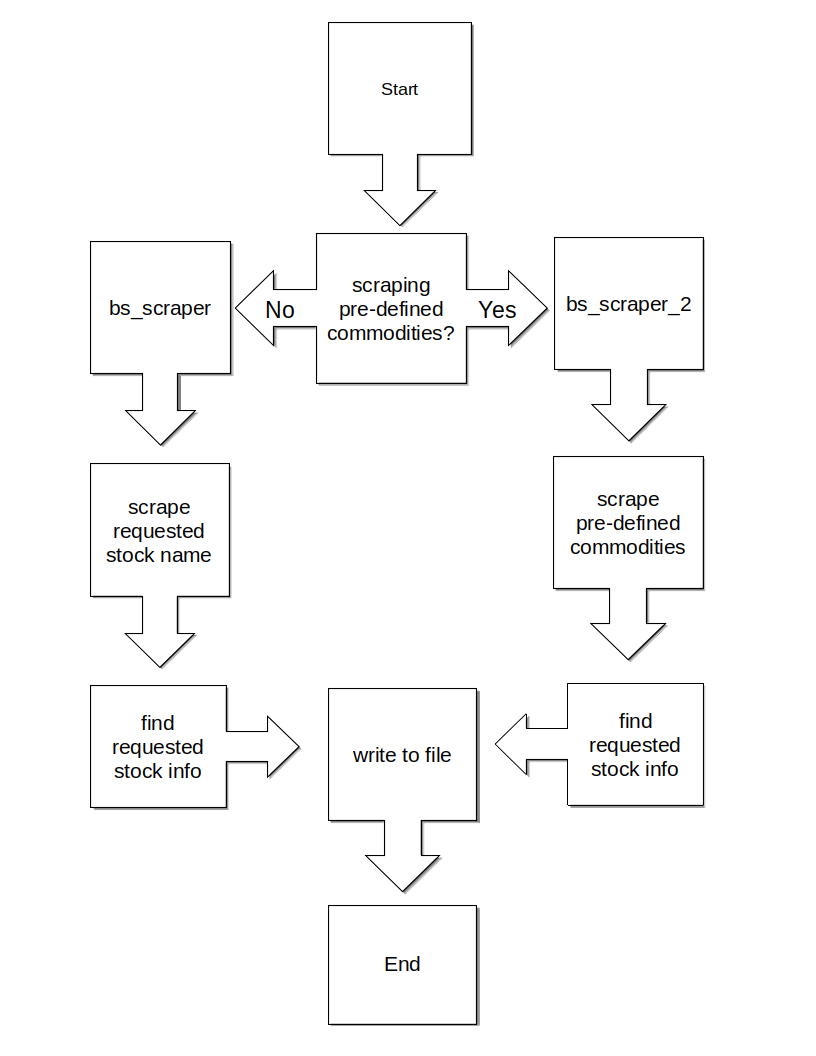 Start
bs_scraper
No
scraping
pre-defined
commodities?
Yes
bs_scraper_2
scrape
requested
stock name
scrape
pre-defined
commodities
find
requested
stock info
write to file
find
requested
stock info
End